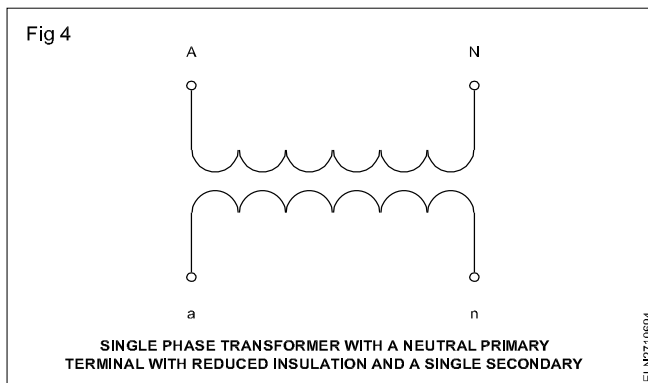 Fig 4
A N
a n
SINGLE PHASE TRANSFORMER WITH A NEUTRAL PRIMARY
TERMINAL WITH REDUCED INSULATION AND A SINGLE SECONDARY